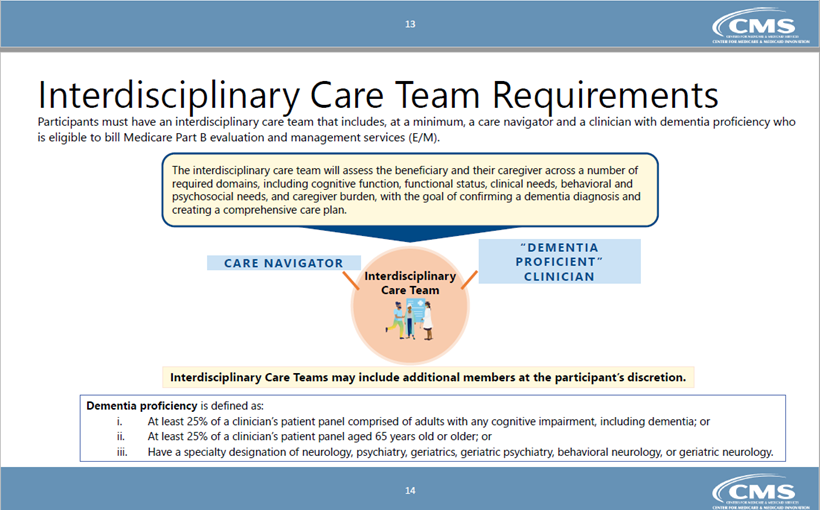 13
CMS
CENTERS FOR MEDICARE & MEDICAID SERVICES
CENTER FOR MEDICARE & MEDICAID INNOVATION
Interdisciplinary Care Team Requirements
Participants must have an interdisciplinary care team that includes, at a minimum, a care navigator and a clinician with dementia proficiency who
is eligible to bill Medicare Part B evaluation and management services (E/M).
The interdisciplinary care team will assess the beneficiary and their caregiver across a number of
required domains, including cognitive function, functional status, clinical needs, behavioral and
psychosocial needs, and caregiver burden, with the goal of confirming a dementia diagnosis and
creating a comprehensive care plan.
CARE NAVIGATOR
“DEMENTIA
PROFICIENT”
CLINICIAN
Interdisciplinary
Care Team
Interdisciplinary Care Teams may include additional members at the participant’s discretion.
Dementia proficiency is defined as:
i. At least 25% of a clinician’s patient panel comprised of adults with any cognitive impairment, including dementia; or
ii. At least 25% of a clinician’s patient panel aged 65 years old or older; or
iii. Have a specialty designation of neurology, psychiatry, geriatrics, geriatric psychiatry, behavioral neurology, or geriatric neurology.
14
CMS
CENTERS FOR MEDICARE & MEDICAID SERVICES
CENTER FOR MEDICARE & MEDICAID INNOVATION